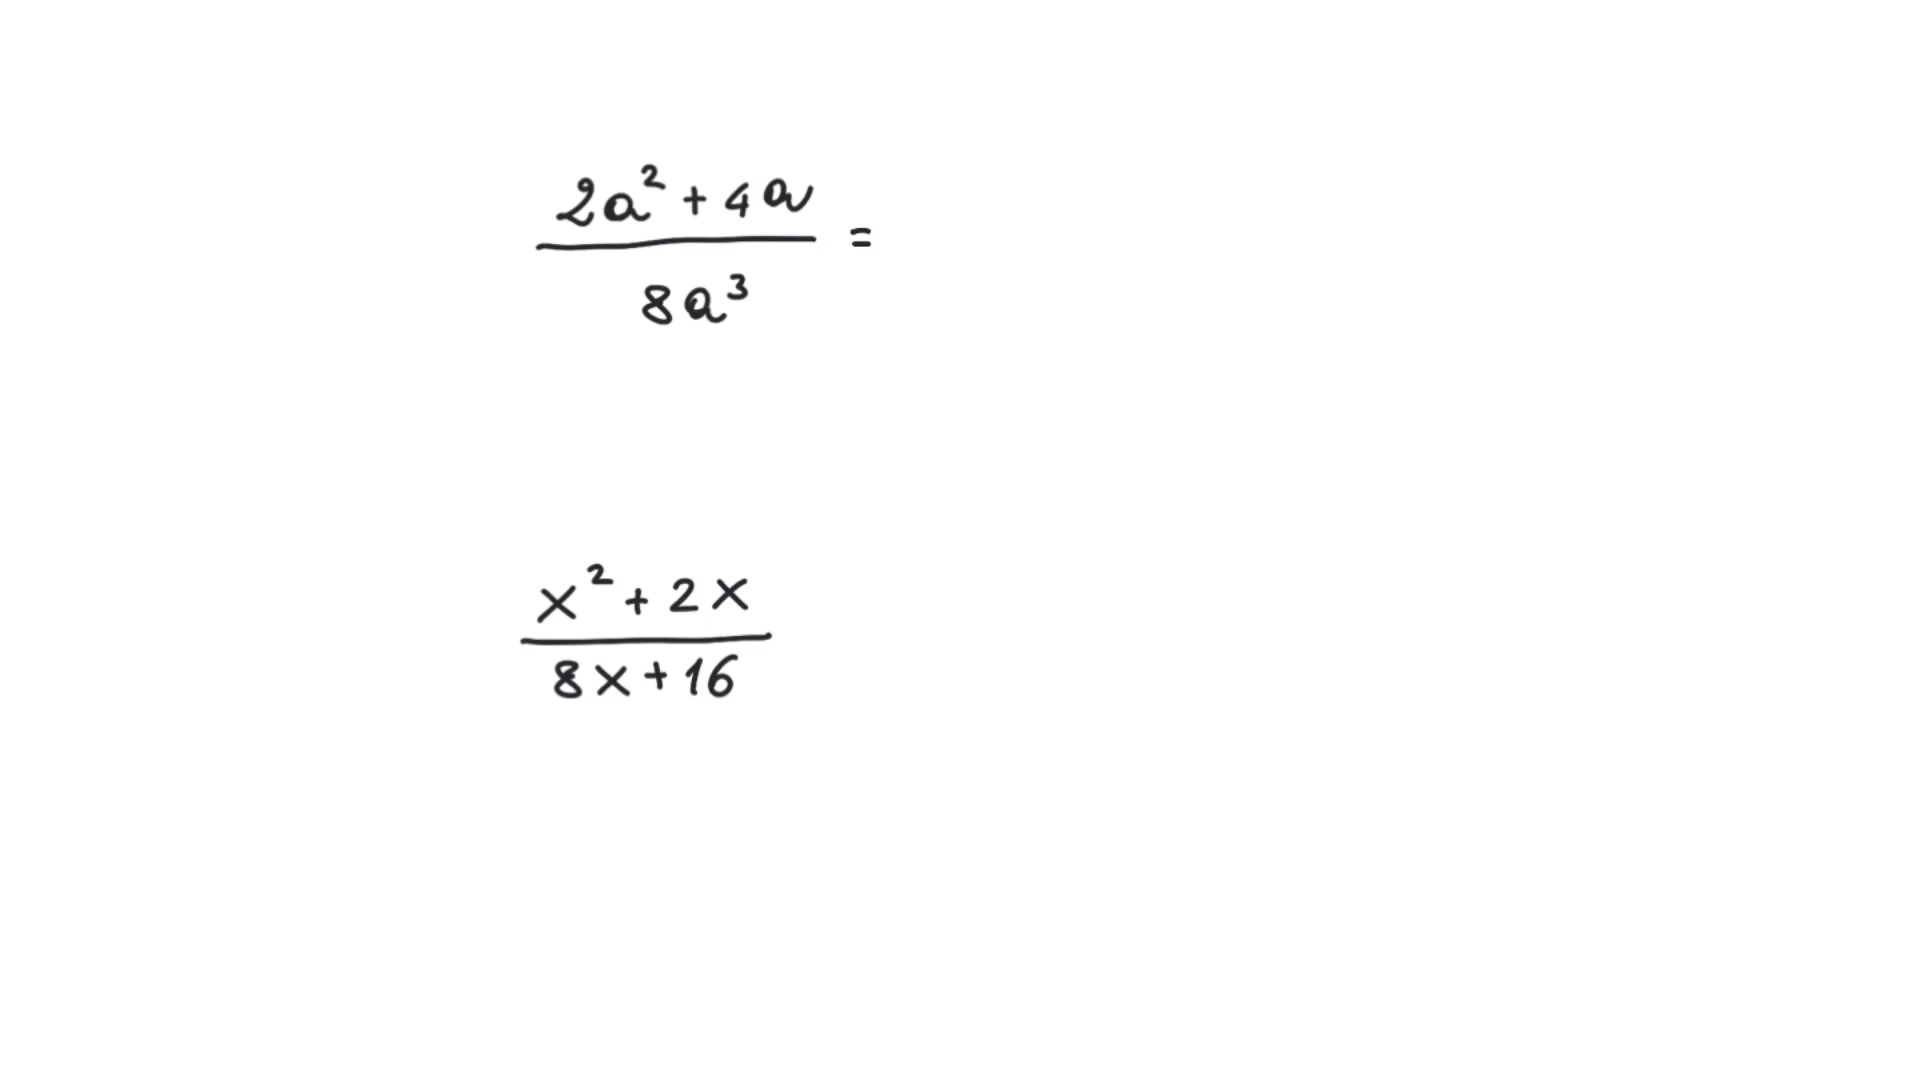 2a² + 4a
8a³
=
x² + 2x
8x + 16